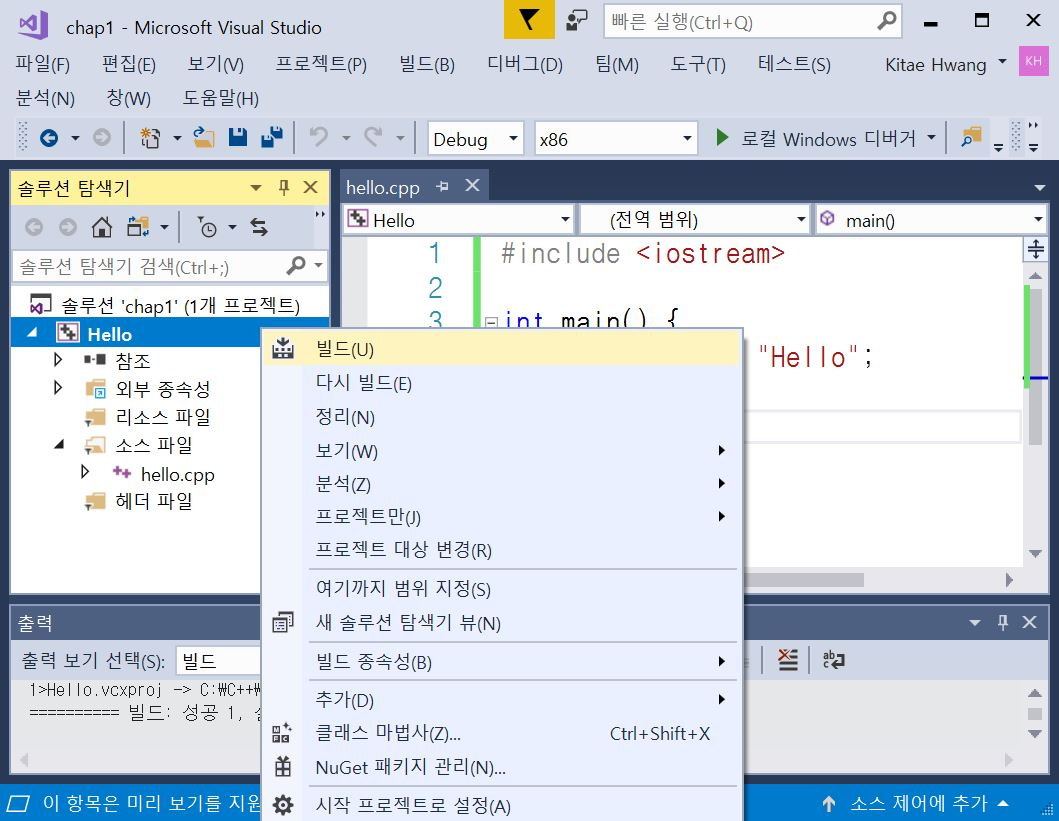 chap1 - Microsoft Visual Studio
빠른 실행(Ctrl+Q)
파일(F) 편집(E) 보기(V) 프로젝트(P) 빌드(B) 디버그(D) 팀(M) 도구(T) 테스트(S) Kitae Hwang KH
분석(N) 창(W) 도움말(H)
Debug x86 로컬 Windows 디버거
솔루션 탐색기
hello.cpp
Hello (전역 범위) main()
솔루션 탐색기 검색(Ctrl+;)
솔루션 'chap1' (1개 프로젝트)
Hello
참조
외부 종속성
리소스 파일
소스 파일
hello.cpp
헤더 파일
1 #include <iostream>
2
3 int main() {
"Hello";
빌드(U)
다시 빌드(E)
정리(N)
보기(W)
분석(Z)
프로젝트만(J)
프로젝트 대상 변경(R)
여기까지 범위 지정(S)
새 솔루션 탐색기 뷰(N)
빌드 종속성(B)
추가(D)
클래스 마법사(Z)... Ctrl+Shift+X
NuGet 패키지 관리(N)...
시작 프로젝트로 설정(A)
출력
출력 보기 선택(S): 빌드
1>Hello.vcxproj -> C:₩C++₩
========== 빌드: 성공 1,
이 항목은 미리 보기를 지원
소스 제어에 추가